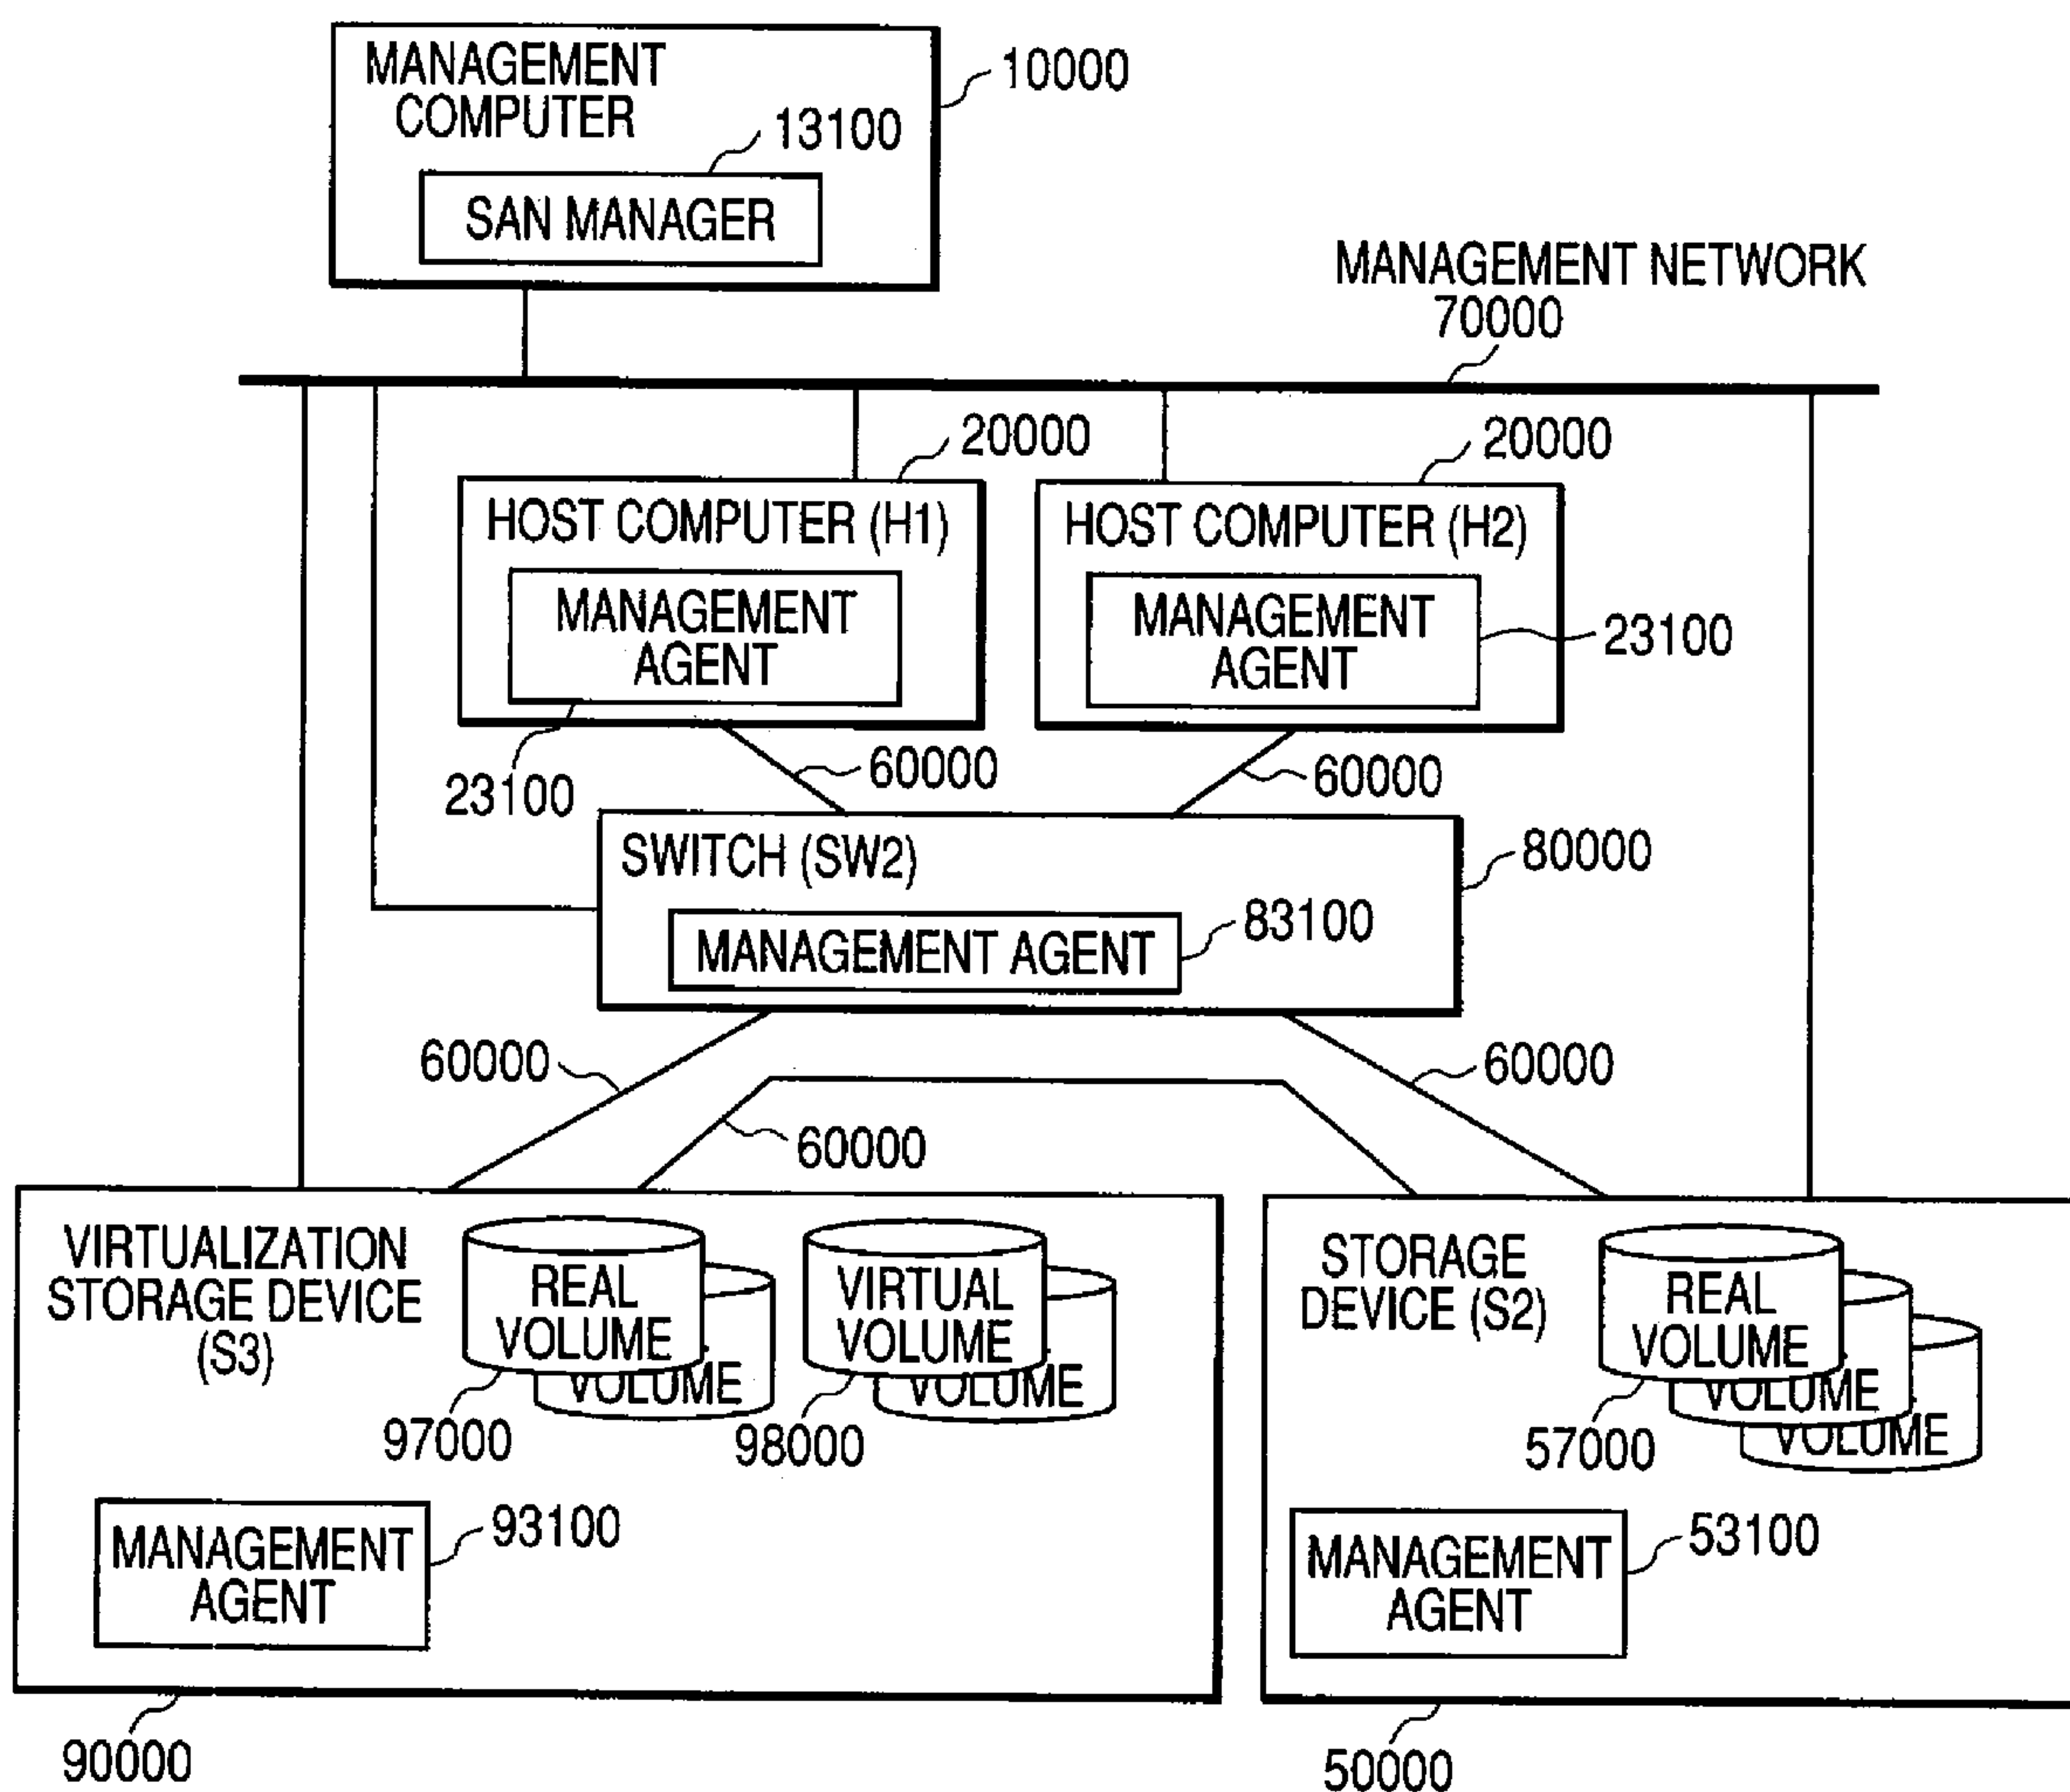 MANAGEMENT
COMPUTER
10000
13100
SAN MANAGER
MANAGEMENT NETWORK
70000
20000
20000
HOST COMPUTER (H1)
HOST COMPUTER (H2)
MANAGEMENT
AGENT
MANAGEMENT
AGENT
23100
23100
60000
60000
SWITCH (SW2)
80000
83100
MANAGEMENT AGENT
60000
60000
60000
VIRTUALIZATION
STORAGE DEVICE
(S3)
REAL
VOLUME
VOLUME
97000
VIRTUAL
VOLUME
VOLUME
98000
STORAGE
DEVICE (S2)
REAL
VOLUME
VOLUME
VOLUME
57000
MANAGEMENT
AGENT
93100
MANAGEMENT
AGENT
53100
90000
50000